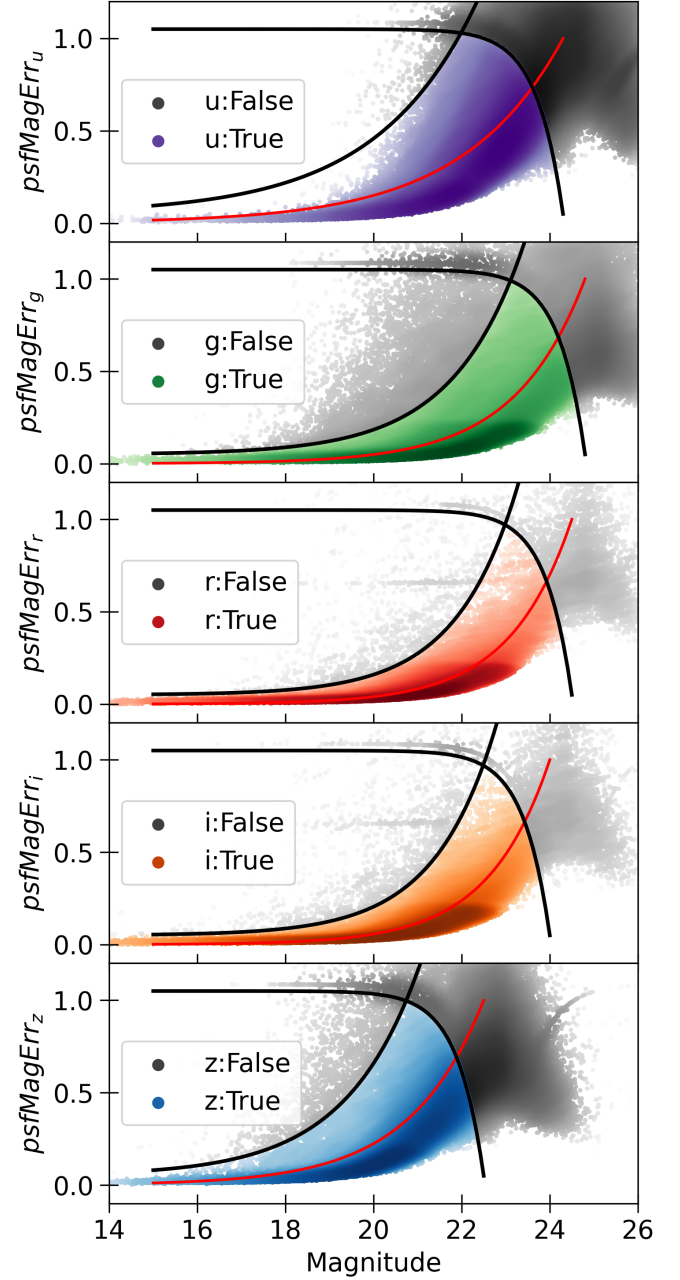 psfMagErr_u
1.0
0.5
0.0
u:False
u:True
psfMagErr_g
1.0
0.5
0.0
g:False
g:True
psfMagErr_r
1.0
0.5
0.0
r:False
r:True
psfMagErr_i
1.0
0.5
0.0
i:False
i:True
psfMagErr_z
1.0
0.5
0.0
z:False
z:True
14 16 18 20 22 24 26
Magnitude